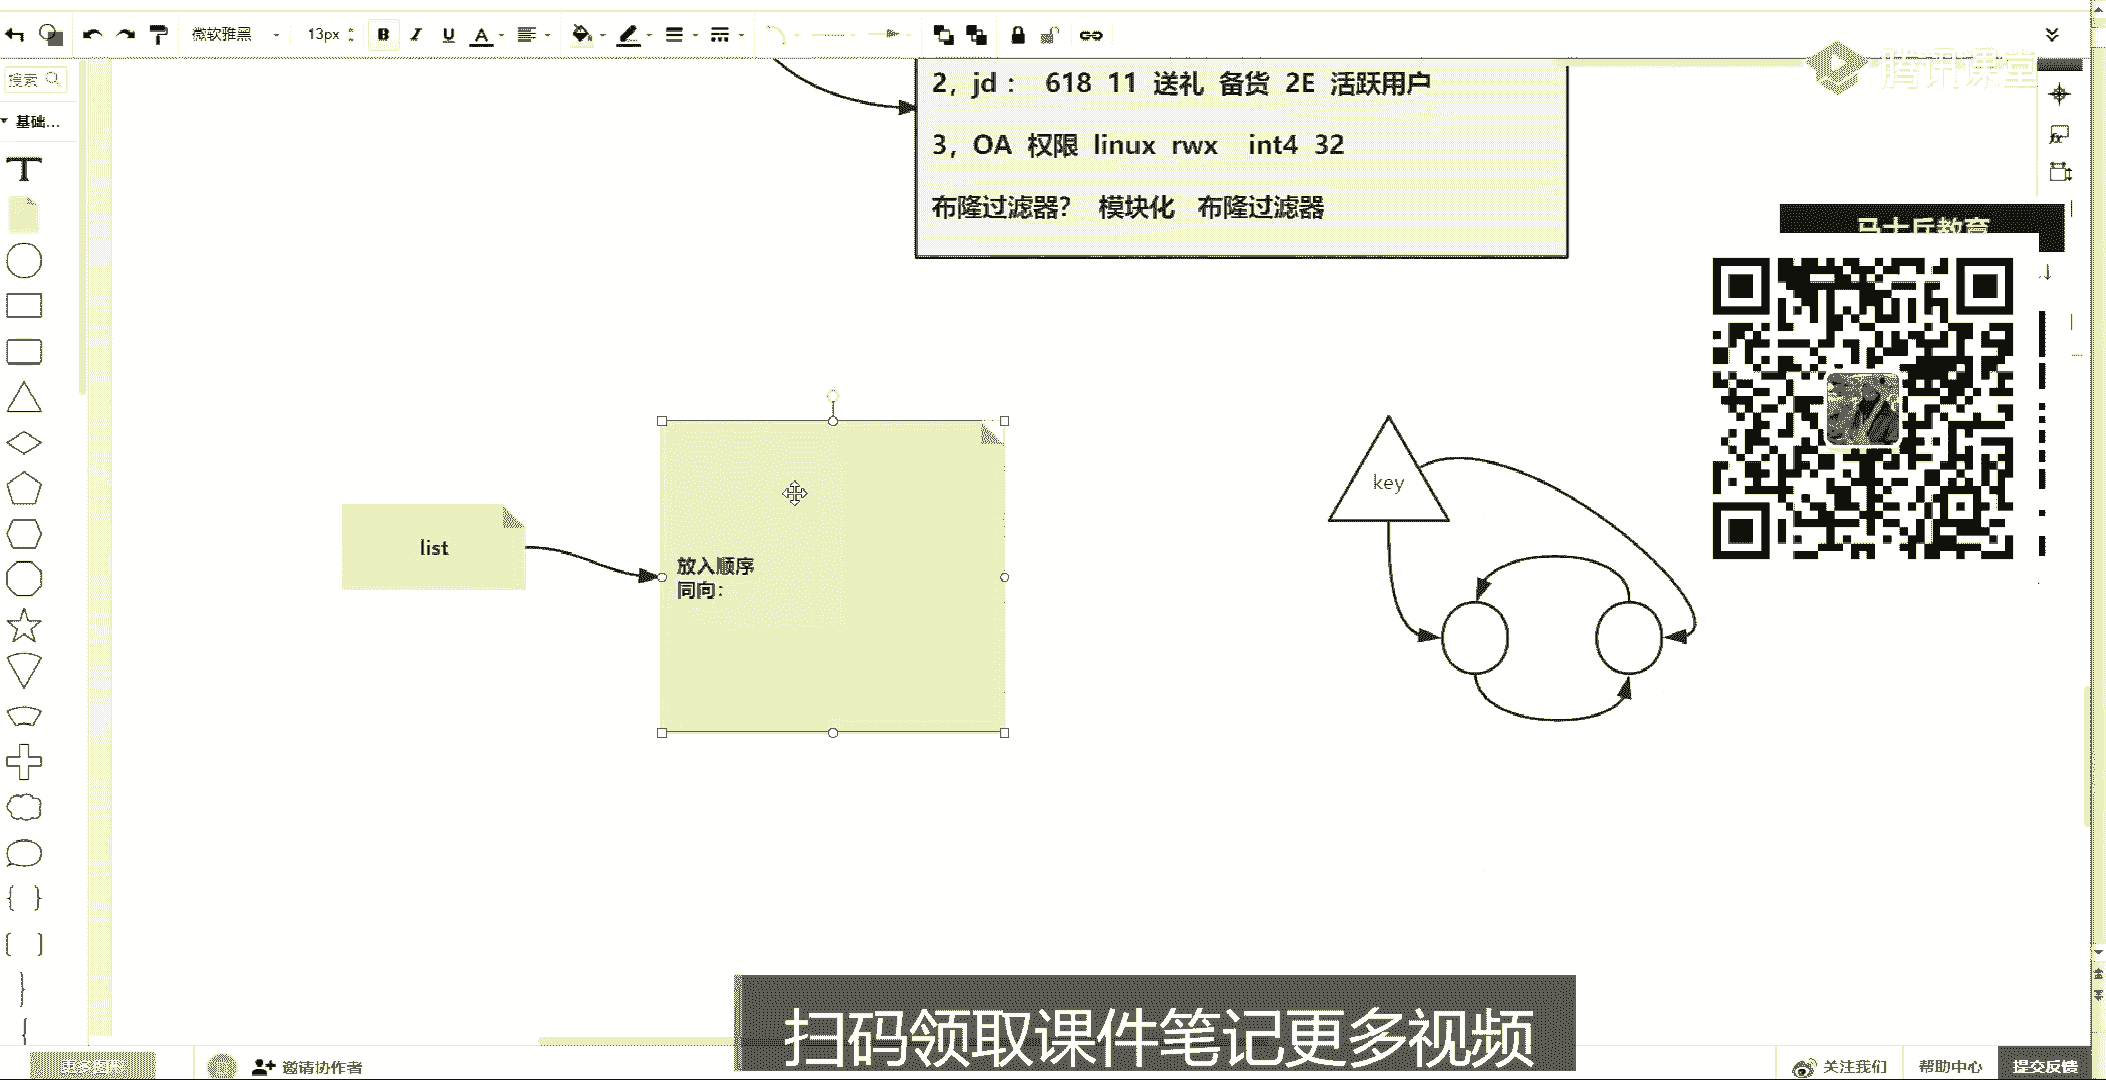 微软雅黑 13px B I U A
搜索
腾讯课堂
2，jd： 618 11 送礼 备货 2E 活跃用户
基础...
3，OA 权限 linux rwx int4 32
T
布隆过滤器？ 模块化 布隆过滤器
马士兵教育
key
list
放入顺序
同向：
扫码领取课件笔记更多视频
更多图形
邀请协作者
关注我们 帮助中心 提交反馈